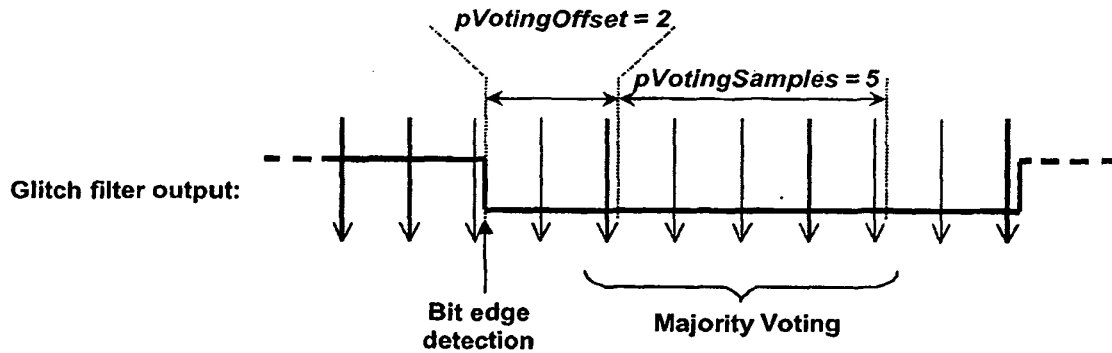 pVotingOffset = 2
pVotingSamples = 5
Glitch filter output:
Bit edge
detection
Majority Voting